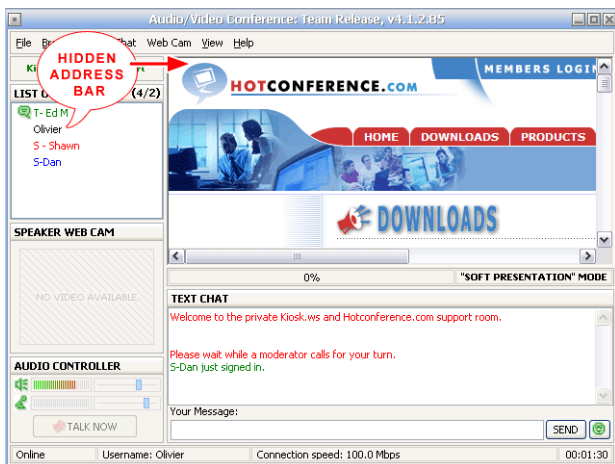 Audio/Video Conference: Team Release, v4.1.2.85
File Chat Web Cam View Help
HIDDEN
ADDRESS
BAR
LIST (4/2)
T- Ed M
Olivier
S - Shawn
S-Dan
MEMBERS LOGIN
HOTCONFERENCE.COM
HOME DOWNLOADS PRODUCTS
DOWNLOADS
0% "SOFT PRESENTATION" MODE
SPEAKER WEB CAM
NO VIDEO AVAILABLE
AUDIO CONTROLLER
TALK NOW
TEXT CHAT
Welcome to the private Kiosk.ws and Hotconference.com support room.
Please wait while a moderator calls for your turn.
S-Dan just signed in.
Your Message:
SEND
Online Username: Olivier Connection speed: 100.0 Mbps 00:01:30